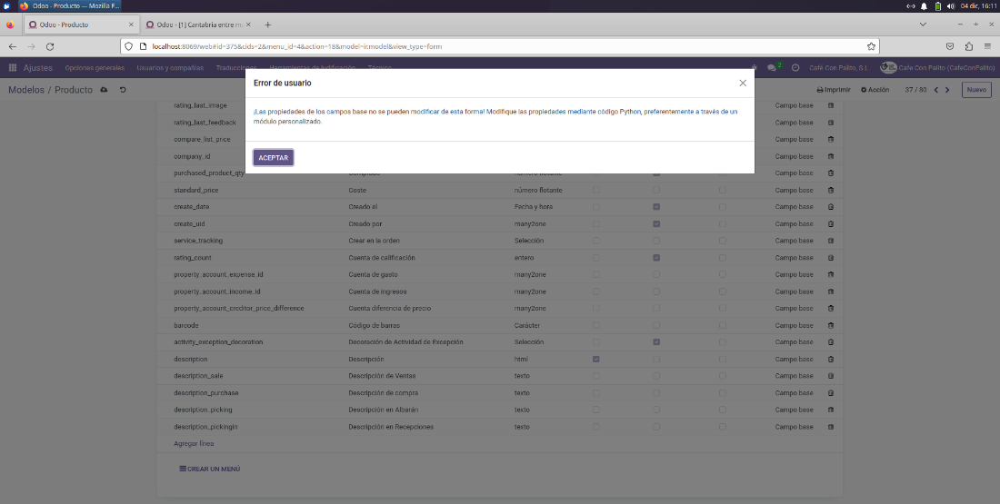 Odoo - Producto — Mozilla F...
04 dic, 16:11
Odoo - Producto
Odoo - [1] Cantabria entre m
localhost:8069/web#id=375&cids=2&menu_id=4&action=18&model=ir.model&view_type=form
Ajustes Opciones generales Usuarios y compañías Traducciones Herramientas de ludificación Técnico 2 Café Con Palito, S.L. Cafe Con Palito (CafeConPalito)
Modelos / Producto Imprimir Acción 37 / 80 Nuevo
Error de usuario
¡Las propiedades de los campos base no se pueden modificar de esta forma! Modifique las propiedades mediante código Python, preferentemente a través de un
módulo personalizado.
ACEPTAR
rating_last_image Campo base
rating_last_feedback Campo base
compare_list_price Campo base
company_id Campo base
purchased_product_qty Comprado número flotante Campo base
standard_price Coste número flotante Campo base
create_date Creado el Fecha y hora Campo base
create_uid Creado por many2one Campo base
service_tracking Crear en la orden Selección Campo base
rating_count Cuenta de calificación entero Campo base
property_account_expense_id Cuenta de gasto many2one Campo base
property_account_income_id Cuenta de ingresos many2one Campo base
property_account_creditor_price_difference Cuenta diferencia de precio many2one Campo base
barcode Código de barras Carácter Campo base
activity_exception_decoration Decoración de Actividad de Excepción Selección Campo base
description Descripción html Campo base
description_sale Descripción de Ventas texto Campo base
description_purchase Descripción de compra texto Campo base
description_picking Descripción en Albarán texto Campo base
description_pickingin Descripción en Recepciones texto Campo base
Agregar línea
CREAR UN MENÚ